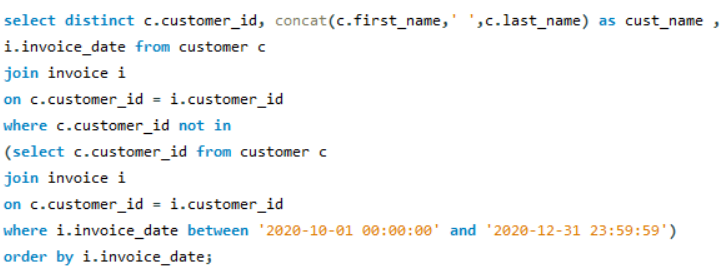 select distinct c.customer_id, concat(c.first_name,' ',c.last_name) as cust_name ,
i.invoice_date from customer c
join invoice i
on c.customer_id = i.customer_id
where c.customer_id not in
(select c.customer_id from customer c
join invoice i
on c.customer_id = i.customer_id
where i.invoice_date between '2020-10-01 00:00:00' and '2020-12-31 23:59:59')
order by i.invoice_date;